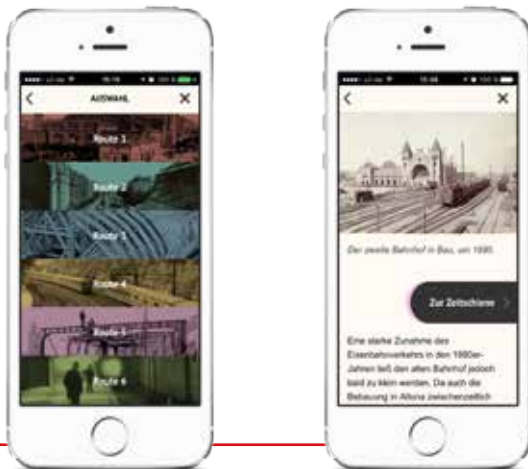 AUSWAHL
Route 1
Route 2
Route 3
Route 4
Route 5
Route 6
Der zweite Bahnhof in Bau, um 1895.
Zur Zeitschiene
Eine starke Zunahme des
Eisenbahnverkehrs in den 1880er-
Jahren ließ den alten Bahnhof jedoch
bald zu klein werden. Da auch die
Bebauung in Altona zwischenzeitlich